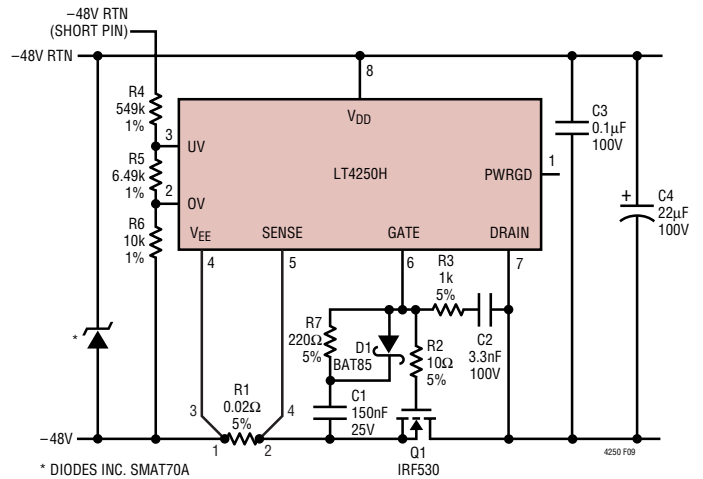 −48V RTN
(SHORT PIN)
−48V RTN
8
R4
549k
1%
VDD
C3
0.1µF
100V
3
UV
R5
6.49k
1%
LT4250H
PWRGD
1
2
OV
+
C4
22µF
100V
R6
10k
1%
VEE
SENSE
GATE
DRAIN
4
5
6
7
R3
1k
5%
R7
220Ω
5%
D1
BAT85
R2
10Ω
5%
C2
3.3nF
100V
*
R1
0.02Ω
5%
3
4
C1
150nF
25V
−48V
1
2
Q1
IRF530
4250 F09
* DIODES INC. SMAT70A